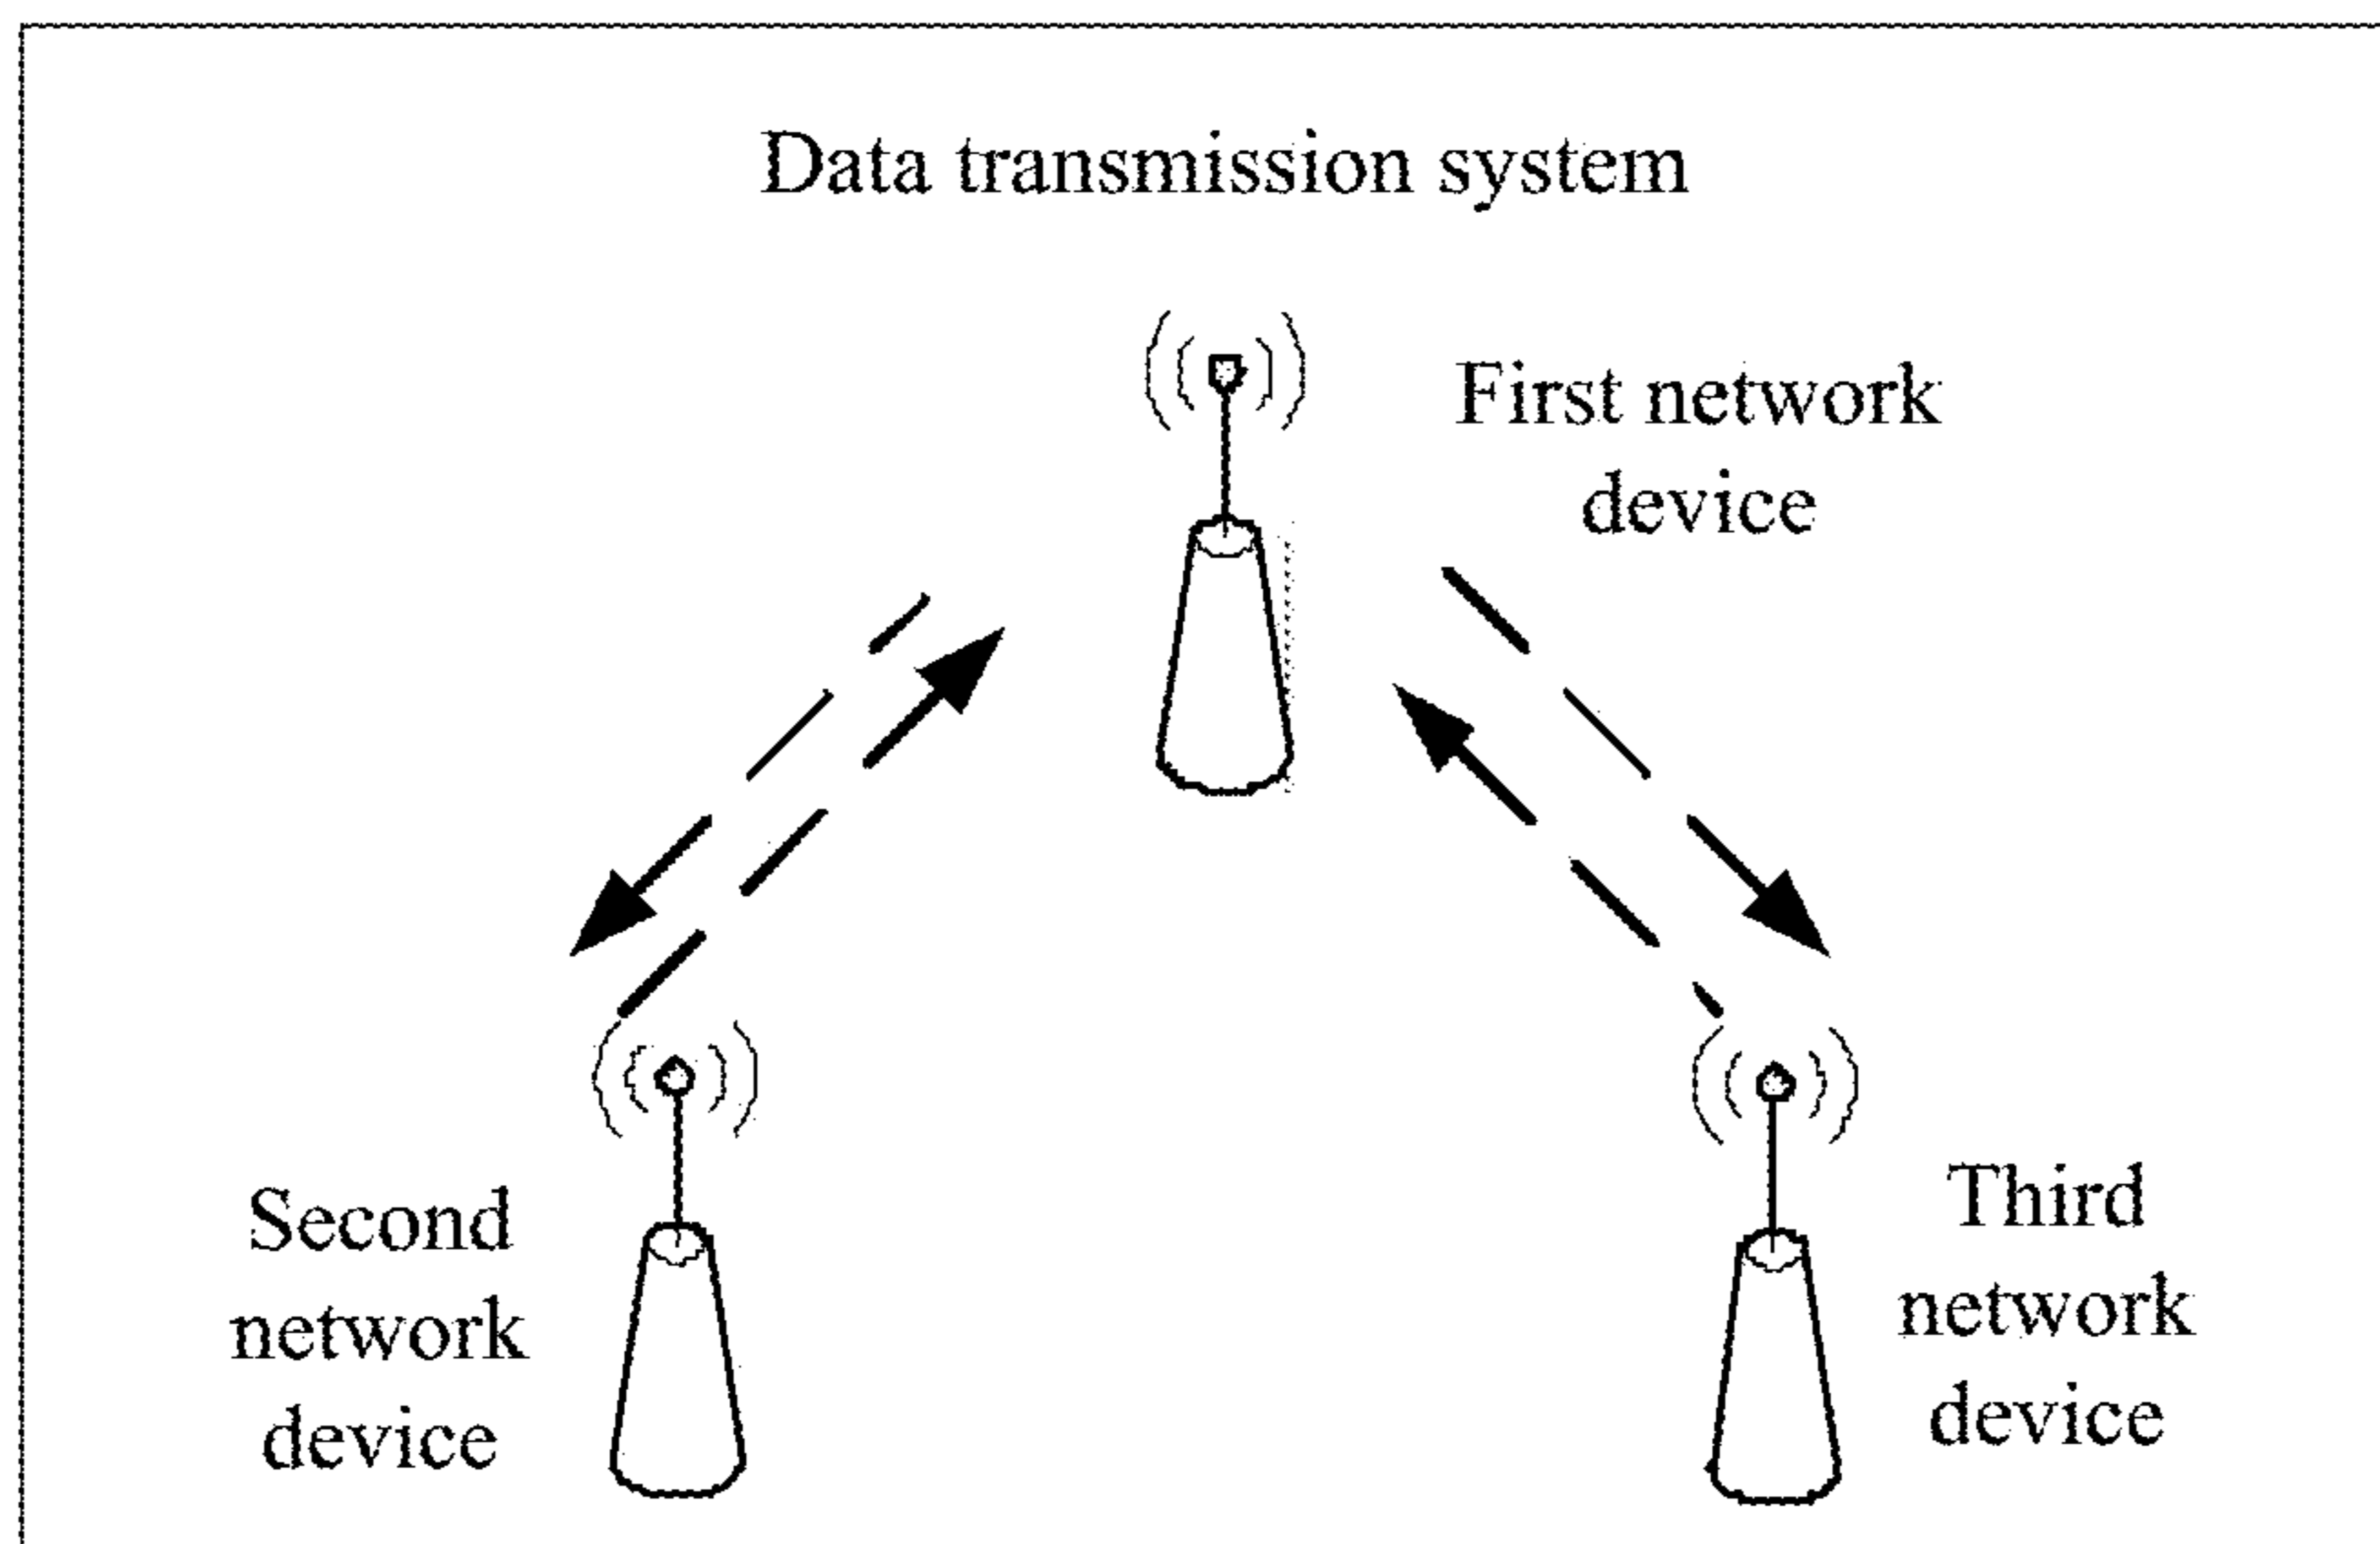 Data transmission system
First network
device
Second
network
device
Third
network
device